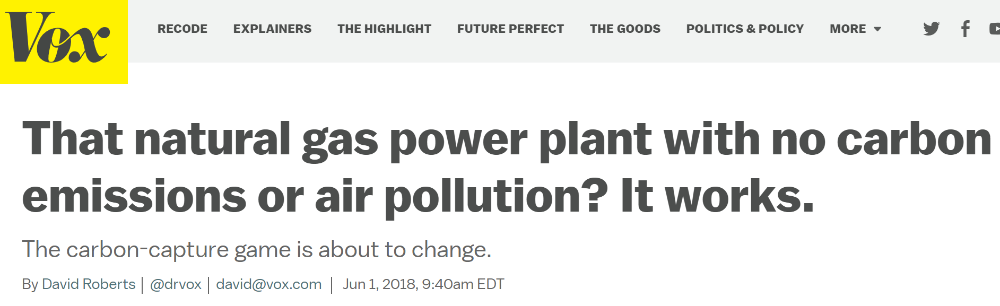 Vox
RECODE EXPLAINERS THE HIGHLIGHT FUTURE PERFECT THE GOODS POLITICS & POLICY MORE
That natural gas power plant with no carbon
emissions or air pollution? It works.
The carbon-capture game is about to change.
By David Roberts | @drvox | david@vox.com | Jun 1, 2018, 9:40am EDT